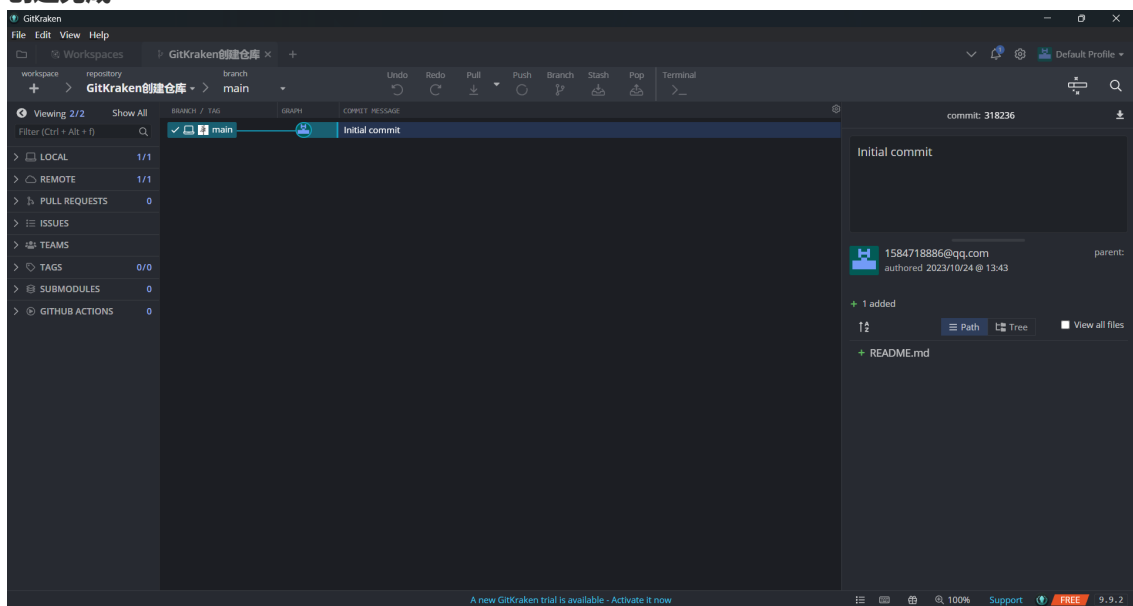 GitKraken
File Edit View Help
Workspaces GitKraken创建仓库 × +
Default Profile
workspace repository branch
+ > GitKraken创建仓库 > main
Undo Redo Pull Push Branch Stash Pop Terminal
Viewing 2/2 Show All
Filter (Ctrl + Alt + f)
LOCAL 1/1
REMOTE 1/1
PULL REQUESTS 0
ISSUES
TEAMS
TAGS 0/0
SUBMODULES 0
GITHUB ACTIONS 0
BRANCH / TAG GRAPH COMMIT MESSAGE
main Initial commit
commit: 318236
Initial commit
1584718886@qq.com parent:
authored 2023/10/24 @ 13:43
+ 1 added
Path Tree View all files
+ README.md
A new GitKraken trial is available - Activate it now
100% Support FREE 9.9.2